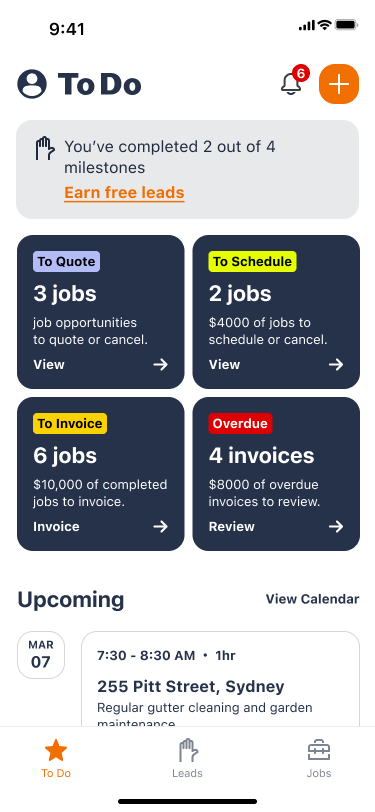 9:41
To Do
6
You’ve completed 2 out of 4
milestones
Earn free leads
To Quote
3 jobs
job opportunities
to quote or cancel.
View
To Schedule
2 jobs
$4000 of jobs to
schedule or cancel.
View
To Invoice
6 jobs
$10,000 of completed
jobs to invoice.
Invoice
Overdue
4 invoices
$8000 of overdue
invoices to review.
Review
Upcoming
View Calendar
MAR
07
7:30 - 8:30 AM • 1hr
255 Pitt Street, Sydney
Regular gutter cleaning and garden
maintenance
To Do
Leads
Jobs